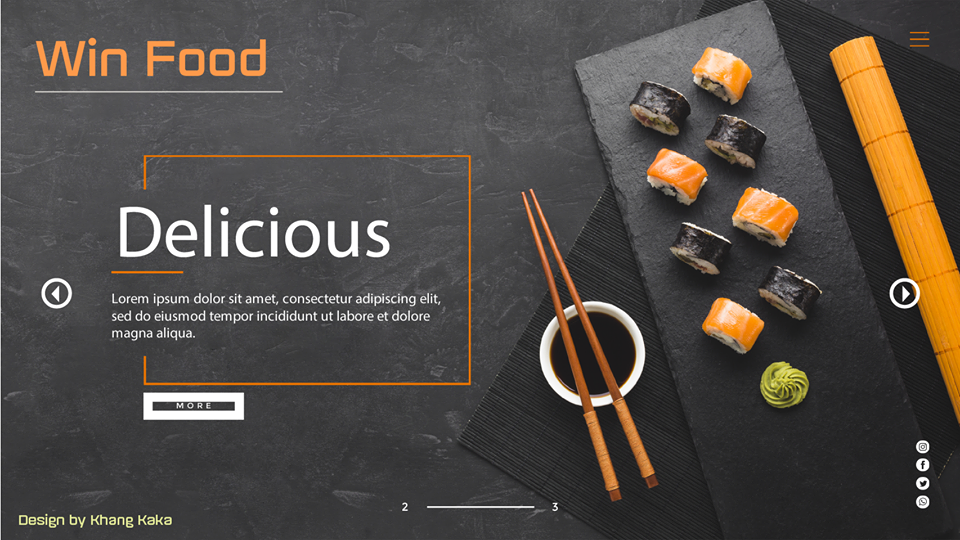 Win Food
Delicious
Lorem ipsum dolor sit amet, consectetur adipiscing elit,
sed do eiusmod tempor incididunt ut labore et dolore
magna aliqua.
MORE
2
3
Design by Khang Kaka